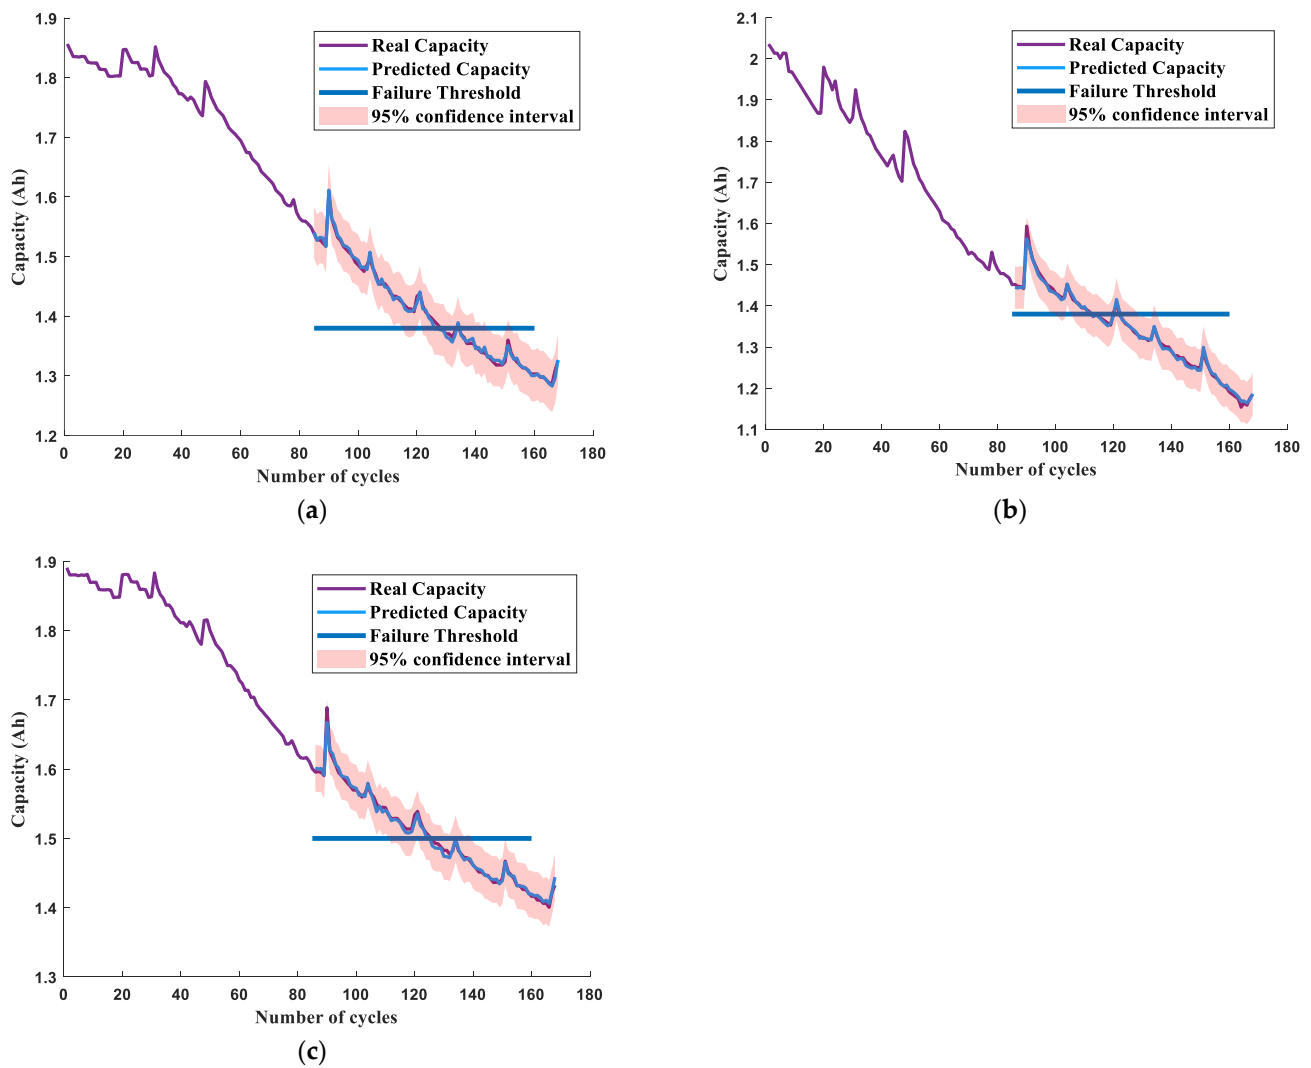 1.9
1.8
1.7
1.6
1.5
1.4
1.3
1.2
Capacity (Ah)
Real Capacity
Predicted Capacity
Failure Threshold
95% confidence interval
0 20 40 60 80 100 120 140 160 180
Number of cycles
(a)
2.1
2
1.9
1.8
1.7
1.6
1.5
1.4
1.3
1.2
1.1
Capacity (Ah)
Real Capacity
Predicted Capacity
Failure Threshold
95% confidence interval
0 20 40 60 80 100 120 140 160 180
Number of cycles
(b)
1.9
1.8
1.7
1.6
1.5
1.4
1.3
Capacity (Ah)
Real Capacity
Predicted Capacity
Failure Threshold
95% confidence interval
0 20 40 60 80 100 120 140 160 180
Number of cycles
(c)